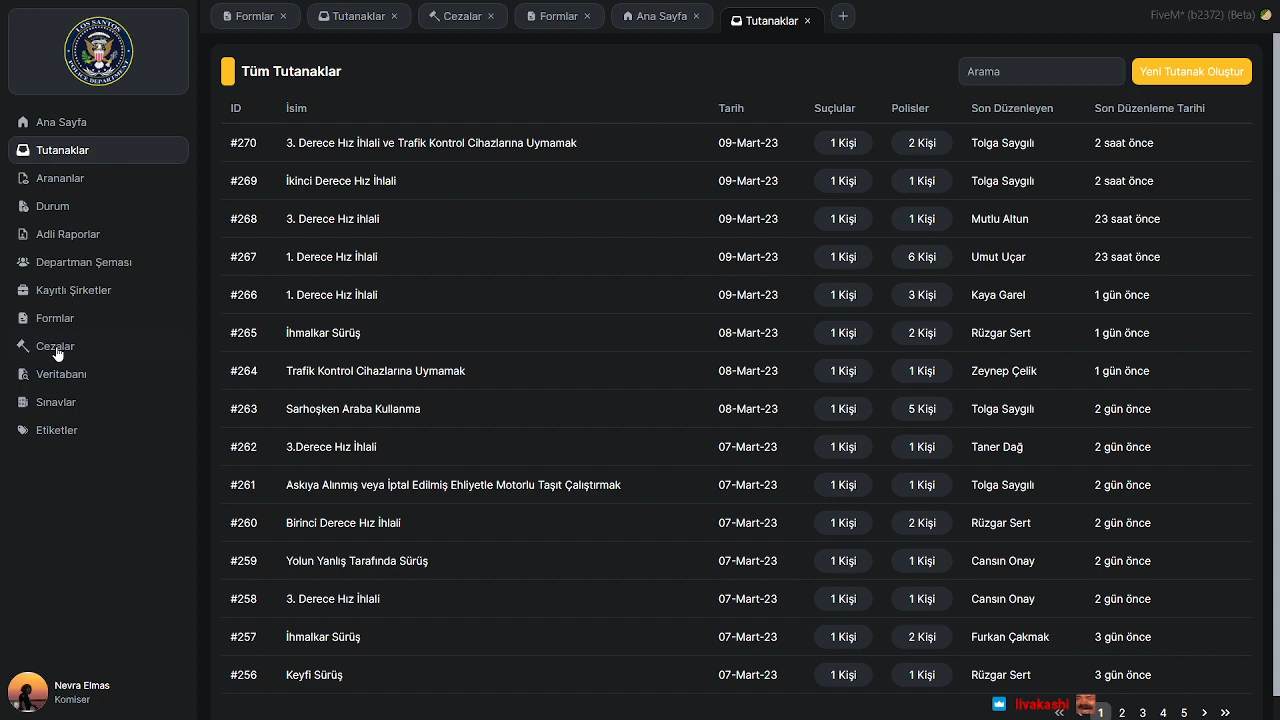 Formlar × Tutanaklar × Cezalar × Formlar × Ana Sayfa × Tutanaklar × +
FiveM* (b2372) (Beta)
LOS SANTOS
POLICE DEPARTMENT
Ana Sayfa
Tutanaklar
Arananlar
Durum
Adli Raporlar
Departman Şeması
Kayıtlı Şirketler
Formlar
Cezalar
Veritabanı
Sınavlar
Etiketler
Nevra Elmas
Komiser
Tüm Tutanaklar
Arama
Yeni Tutanak Oluştur
ID İsim Tarih Suçlular Polisler Son Düzenleyen Son Düzenleme Tarihi
#270 3. Derece Hız İhlali ve Trafik Kontrol Cihazlarına Uymamak 09-Mart-23 1 Kişi 2 Kişi Tolga Saygılı 2 saat önce
#269 İkinci Derece Hız İhlali 09-Mart-23 1 Kişi 1 Kişi Tolga Saygılı 2 saat önce
#268 3. Derece Hız ihlali 09-Mart-23 1 Kişi 1 Kişi Mutlu Altun 23 saat önce
#267 1. Derece Hız İhlali 09-Mart-23 1 Kişi 6 Kişi Umut Uçar 23 saat önce
#266 1. Derece Hız İhlali 09-Mart-23 1 Kişi 3 Kişi Kaya Garel 1 gün önce
#265 İhmalkar Sürüş 08-Mart-23 1 Kişi 2 Kişi Rüzgar Sert 1 gün önce
#264 Trafik Kontrol Cihazlarına Uymamak 08-Mart-23 1 Kişi 1 Kişi Zeynep Çelik 1 gün önce
#263 Sarhoşken Araba Kullanma 08-Mart-23 1 Kişi 5 Kişi Tolga Saygılı 2 gün önce
#262 3.Derece Hız İhlali 07-Mart-23 1 Kişi 1 Kişi Taner Dağ 2 gün önce
#261 Askıya Alınmış veya İptal Edilmiş Ehliyetle Motorlu Taşıt Çalıştırmak 07-Mart-23 1 Kişi 1 Kişi Tolga Saygılı 2 gün önce
#260 Birinci Derece Hız İhlali 07-Mart-23 1 Kişi 2 Kişi Rüzgar Sert 2 gün önce
#259 Yolun Yanlış Tarafında Sürüş 07-Mart-23 1 Kişi 1 Kişi Cansın Onay 2 gün önce
#258 3. Derece Hız İhlali 07-Mart-23 1 Kişi 1 Kişi Cansın Onay 2 gün önce
#257 İhmalkar Sürüş 07-Mart-23 1 Kişi 2 Kişi Furkan Çakmak 3 gün önce
#256 Keyfi Sürüş 07-Mart-23 1 Kişi 1 Kişi Rüzgar Sert 3 gün önce
« 1 2 3 4 5 › »